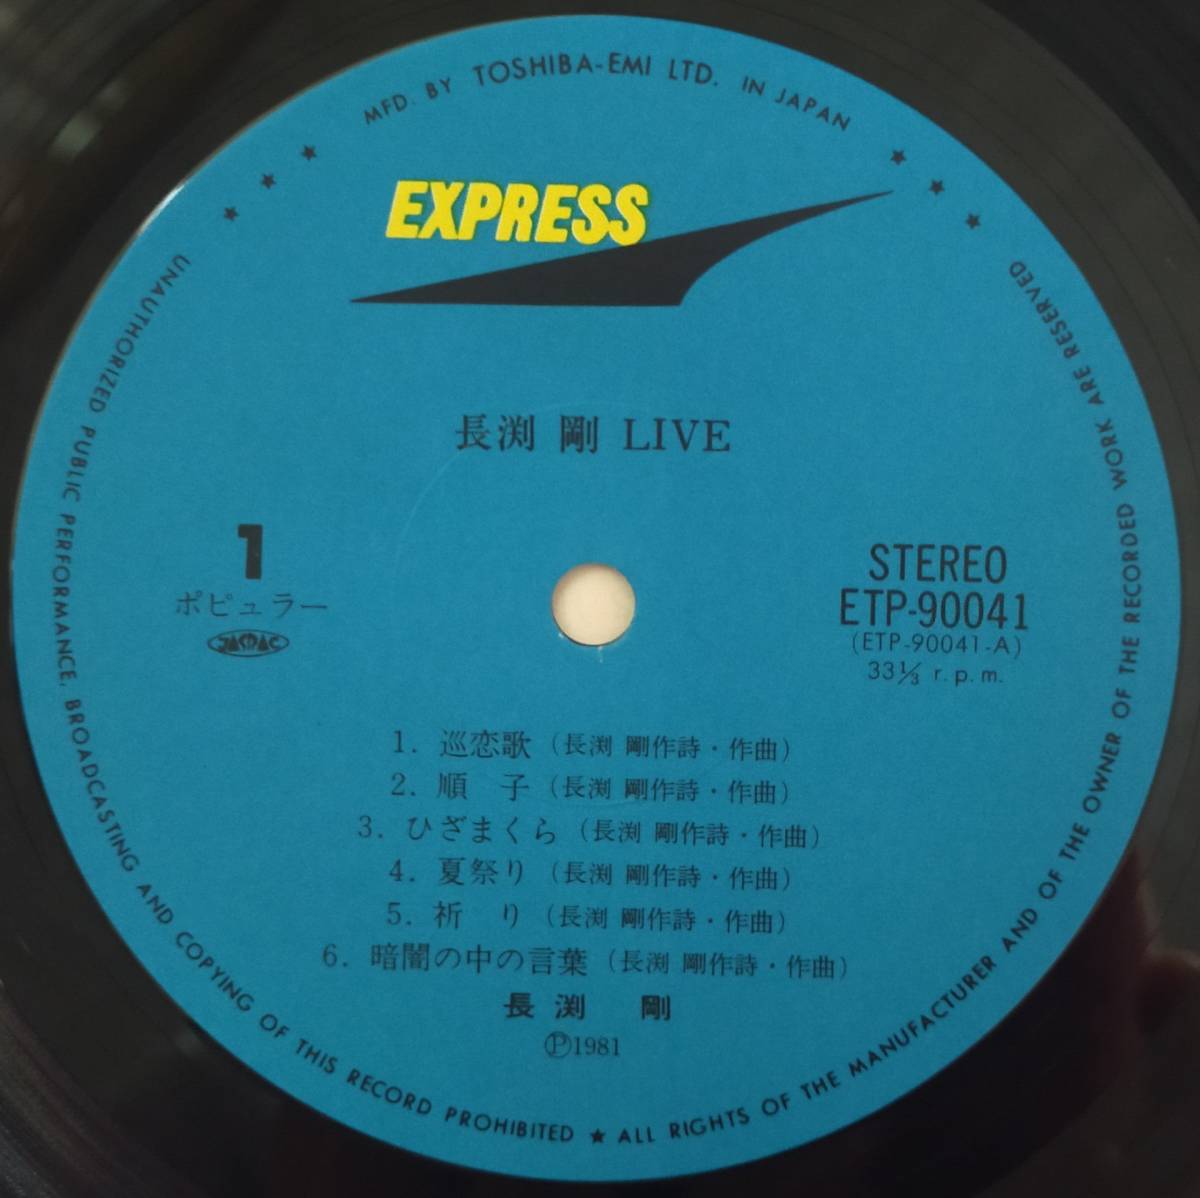 MFD. BY TOSHIBA-EMI LTD. IN JAPAN
EXPRESS
長渕 剛 LIVE
1
ポピュラー
JASRAC
STEREO
ETP-90041
(ETP-90041-A)
33⅓ r.p.m.
1. 巡恋歌 (長渕 剛作詩・作曲)
2. 順 子 (長渕 剛作詩・作曲)
3. ひざまくら (長渕 剛作詩・作曲)
4. 夏祭り (長渕 剛作詩・作曲)
5. 祈 り (長渕 剛作詩・作曲)
6. 暗闇の中の言葉 (長渕 剛作詩・作曲)
長渕 剛
Ⓟ1981
UNAUTHORIZED PUBLIC PERFORMANCE, BROADCASTING AND COPYING OF THIS RECORD PROHIBITED ★ ALL RIGHTS OF THE MANUFACTURER AND OF THE OWNER OF THE RECORDED WORK ARE RESERVED